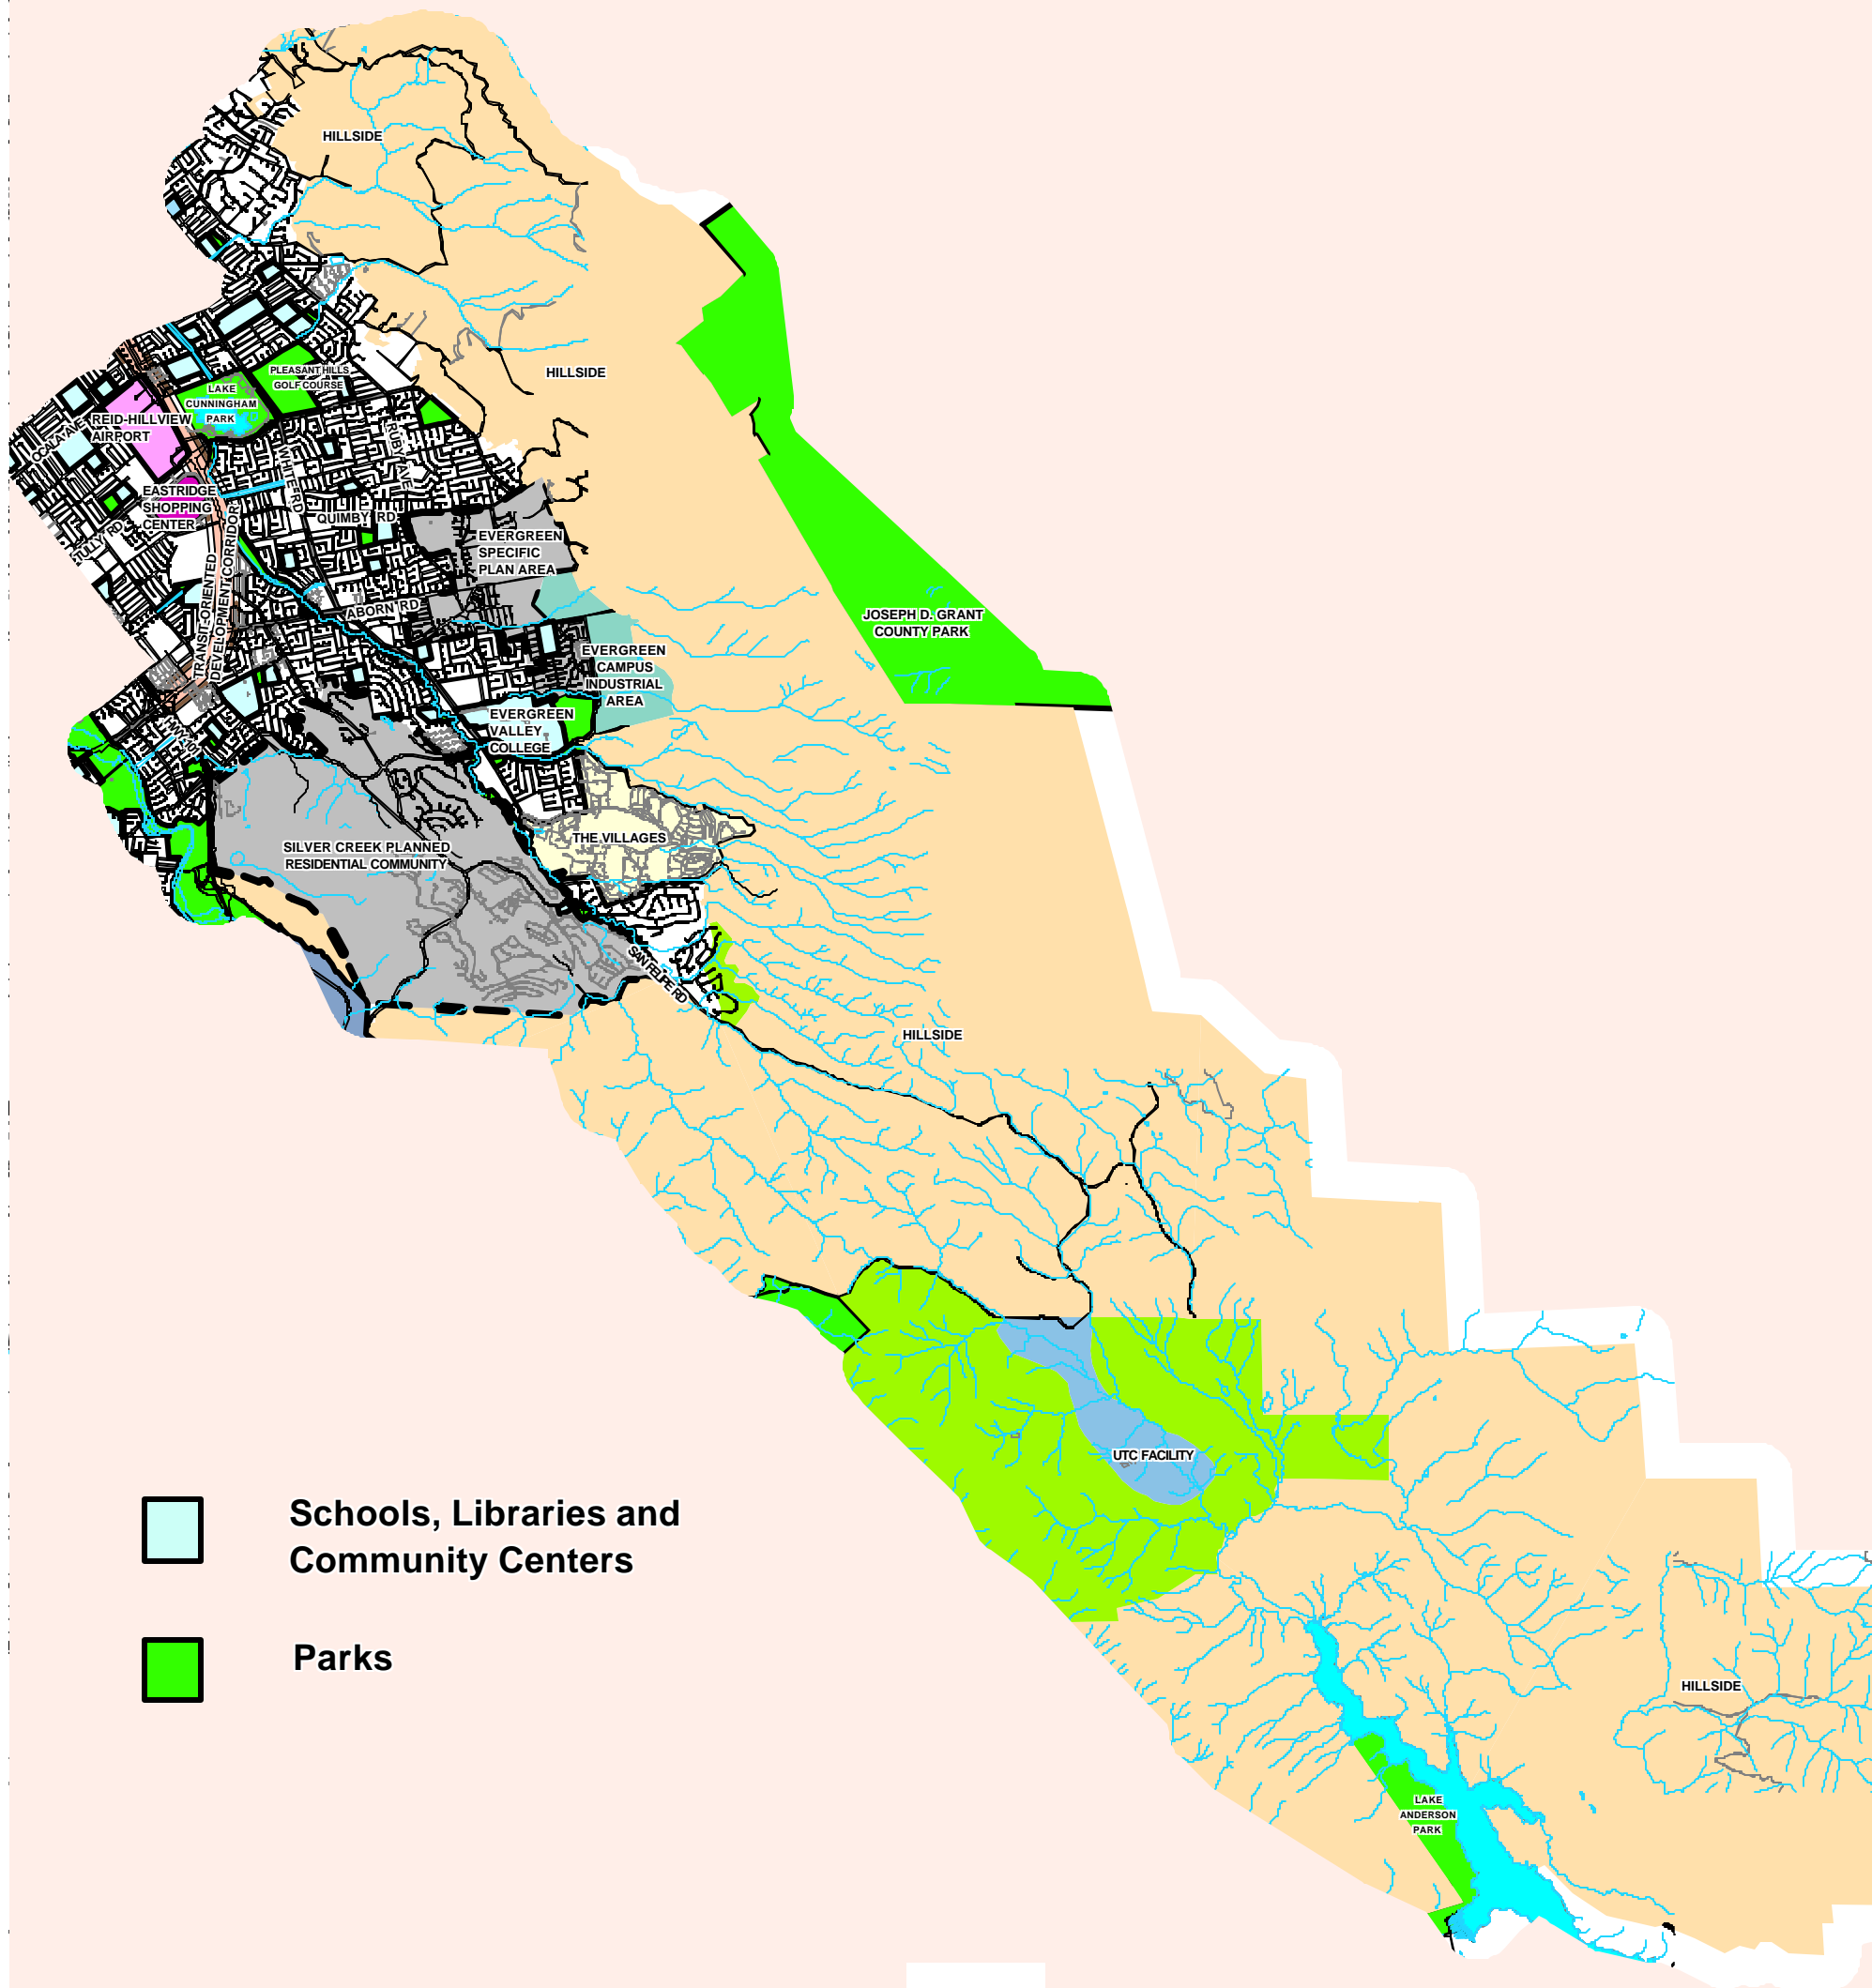 HILLSIDE
HILLSIDE
PLEASANT HILLS
GOLF COURSE
LAKE
CUNNINGHAM
PARK
REID-HILLVIEW
AIRPORT
OCALA AVE
RUBY AVE
WHITE RD
EASTRIDGE
SHOPPING
CENTER
QUIMBY RD
TULLY RD
EVERGREEN
SPECIFIC
PLAN AREA
TRANSIT-ORIENTED
DEVELOPMENT CORRIDOR
ABORN RD
JOSEPH D. GRANT
COUNTY PARK
EVERGREEN
CAMPUS
INDUSTRIAL
AREA
EVERGREEN
VALLEY
COLLEGE
HWY 101
THE VILLAGES
SILVER CREEK PLANNED
RESIDENTIAL COMMUNITY
SAN FELIPE RD
HILLSIDE
UTC FACILITY
Schools, Libraries and
Community Centers
Parks
HILLSIDE
LAKE
ANDERSON
PARK